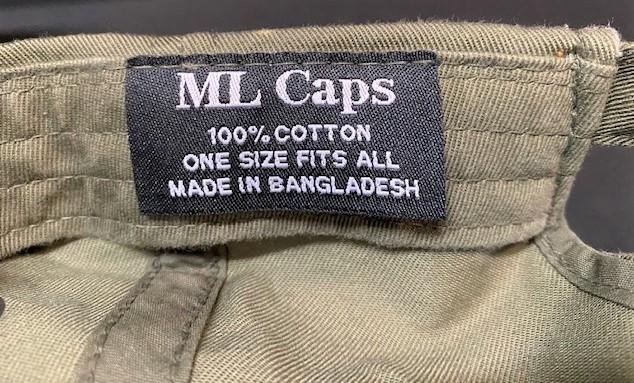 ML Caps
100% COTTON
ONE SIZE FITS ALL
MADE IN BANGLADESH